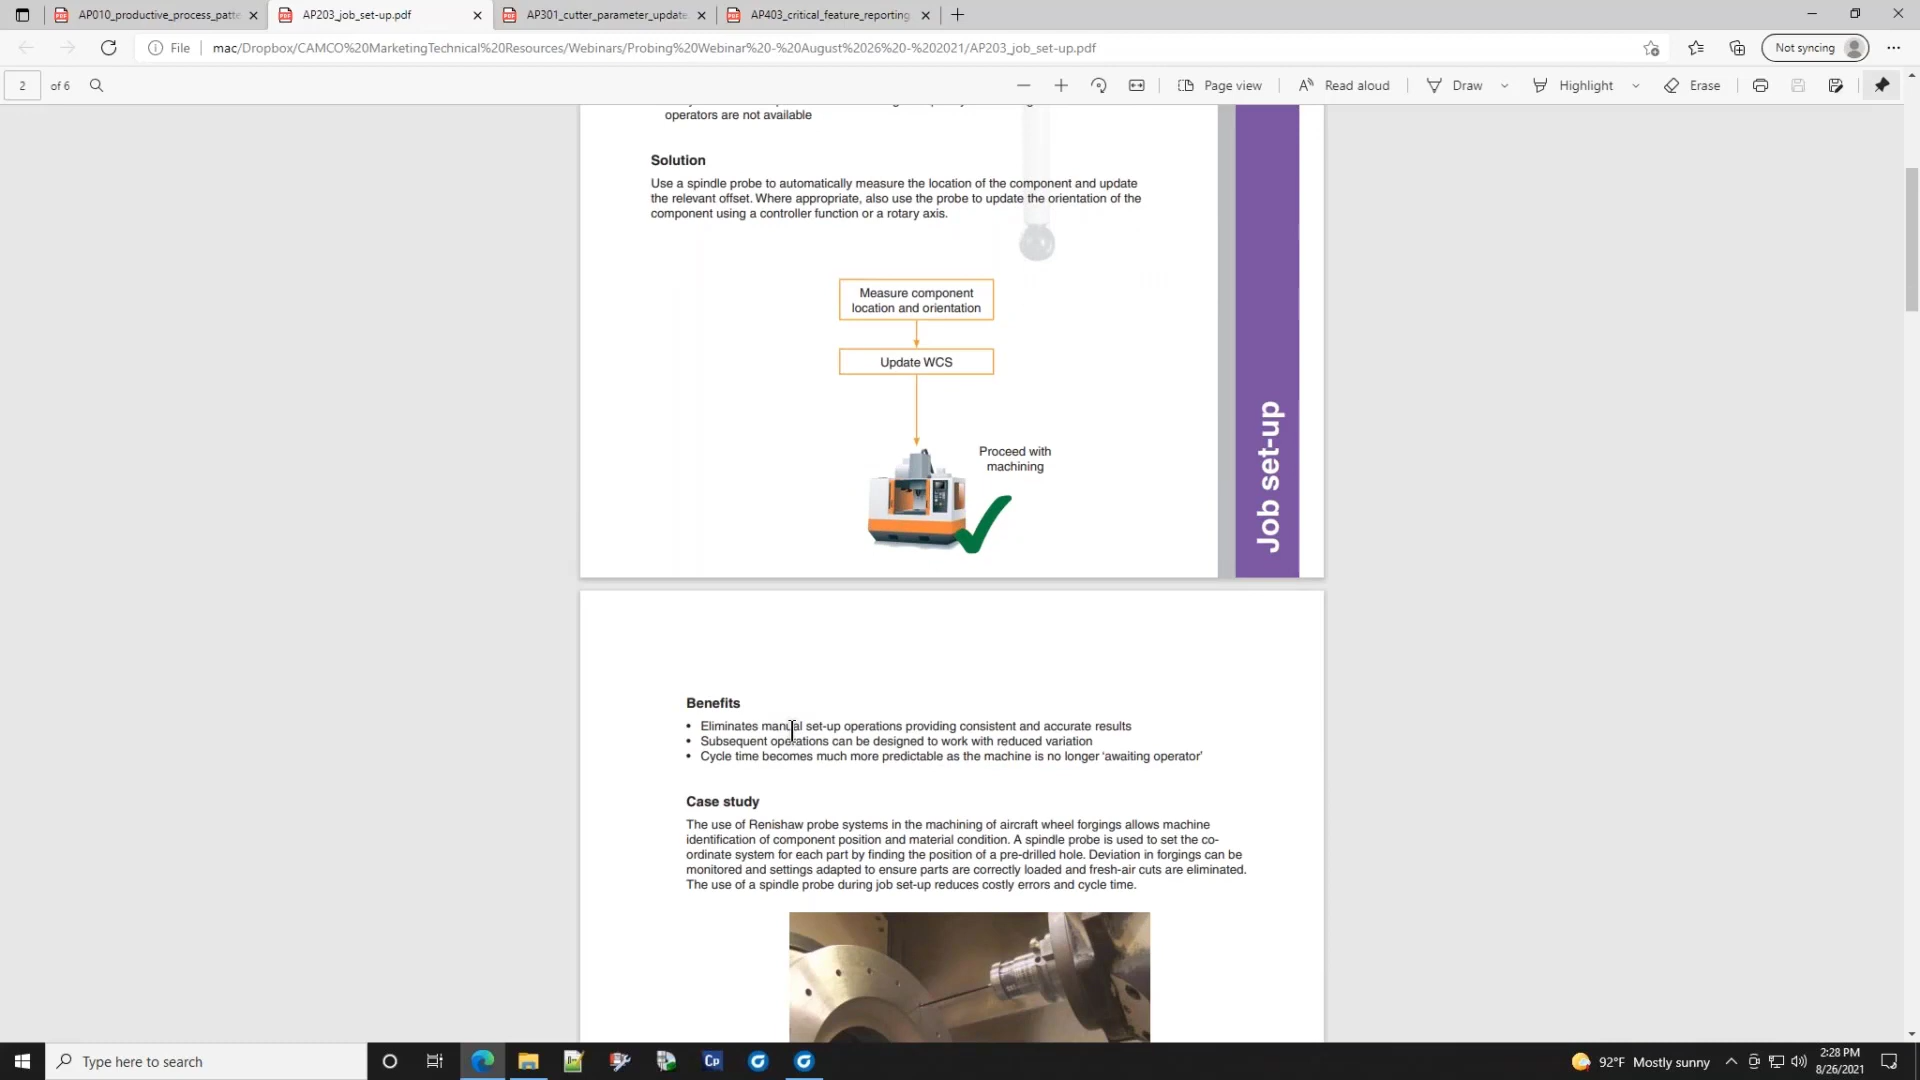 AP010_productive_process_patte
AP203_job_set-up.pdf
AP301_cutter_parameter_update.
AP403_critical_feature_reporting
File
mac/Dropbox/CAMCO%20MarketingTechnical%20Resources/Webinars/Probing%20Webinar%20-%20August%2026%20-%202021/AP203_job_set-up.pdf
Not syncing
2 of 6
Page view
Read aloud
Draw
Highlight
Erase
operators are not available
Solution
Use a spindle probe to automatically measure the location of the component and update
the relevant offset. Where appropriate, also use the probe to update the orientation of the
component using a controller function or a rotary axis.
Measure component
location and orientation
Update WCS
Proceed with
machining
Job set-up
Benefits
• Eliminates manual set-up operations providing consistent and accurate results
• Subsequent operations can be designed to work with reduced variation
• Cycle time becomes much more predictable as the machine is no longer ‘awaiting operator’
Case study
The use of Renishaw probe systems in the machining of aircraft wheel forgings allows machine
identification of component position and material condition. A spindle probe is used to set the co-
ordinate system for each part by finding the position of a pre-drilled hole. Deviation in forgings can be
monitored and settings adapted to ensure parts are correctly loaded and fresh-air cuts are eliminated.
The use of a spindle probe during job set-up reduces costly errors and cycle time.
Type here to search
Cp
92°F Mostly sunny
2:28 PM
8/26/2021